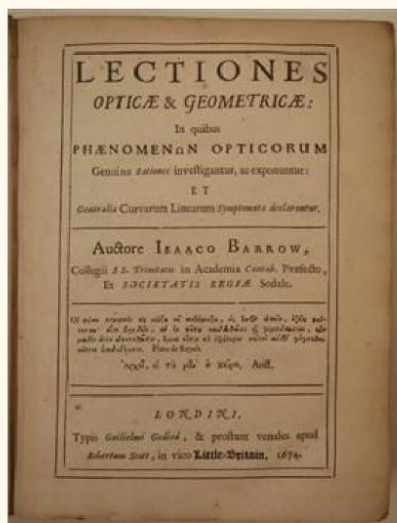 LECTIONES
OPTICÆ & GEOMETRICÆ:
In quibus
PHÆNOMENΩN OPTICORUM
Genuinæ Rationes investigantur, ac exponuntur:
ET
Generalia Curvarum Linearum Symptomata declarantur.
Auctore ISAACO BARROW,
Collegii S.S. Trinitatis in Academia Cantab. Præfecto,
Et SOCIETATIS REGIÆ Sodale.
LONDINI,
Typis Guilielmi Godbid, & prostant venales apud
Robertum Scott, in vico Little-Britain, 1674.